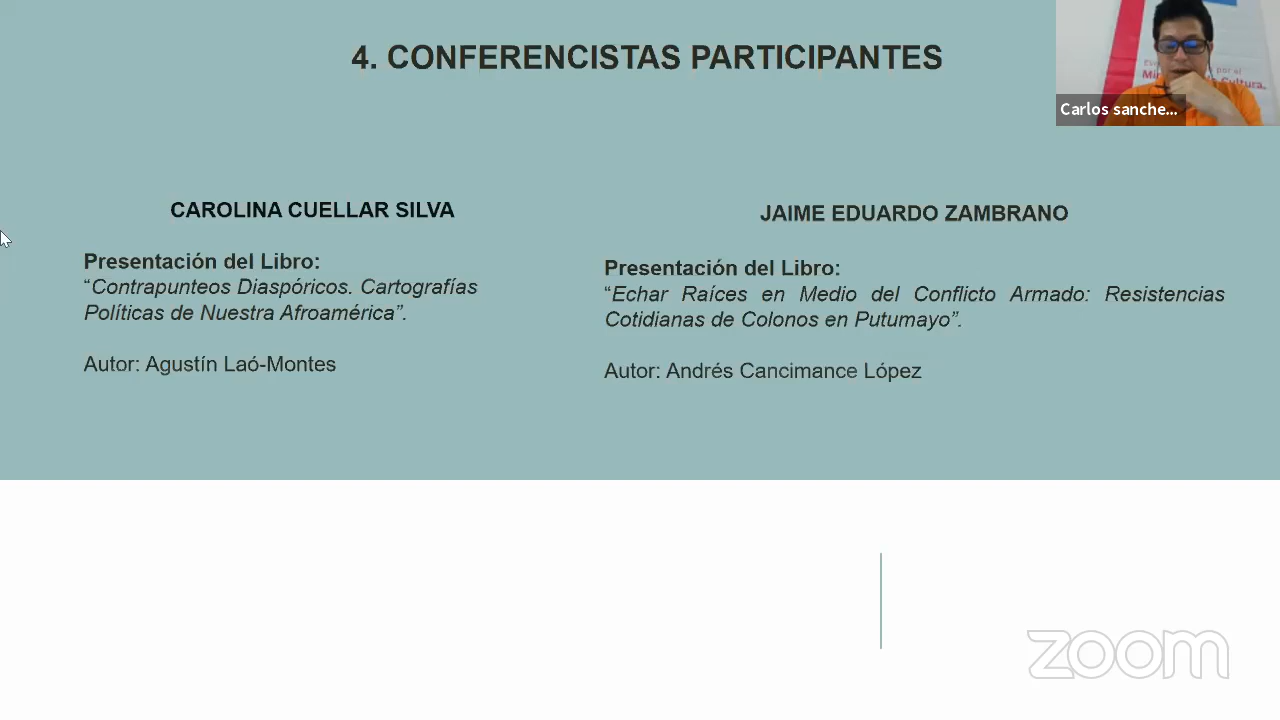 4. CONFERENCISTAS PARTICIPANTES
Carlos sanche...
CAROLINA CUELLAR SILVA
Presentación del Libro:
“Contrapunteos Diaspóricos. Cartografías
Políticas de Nuestra Afroamérica”.
Autor: Agustín Laó-Montes
JAIME EDUARDO ZAMBRANO
Presentación del Libro:
“Echar Raíces en Medio del Conflicto Armado: Resistencias
Cotidianas de Colonos en Putumayo”.
Autor: Andrés Cancimance López
zoom